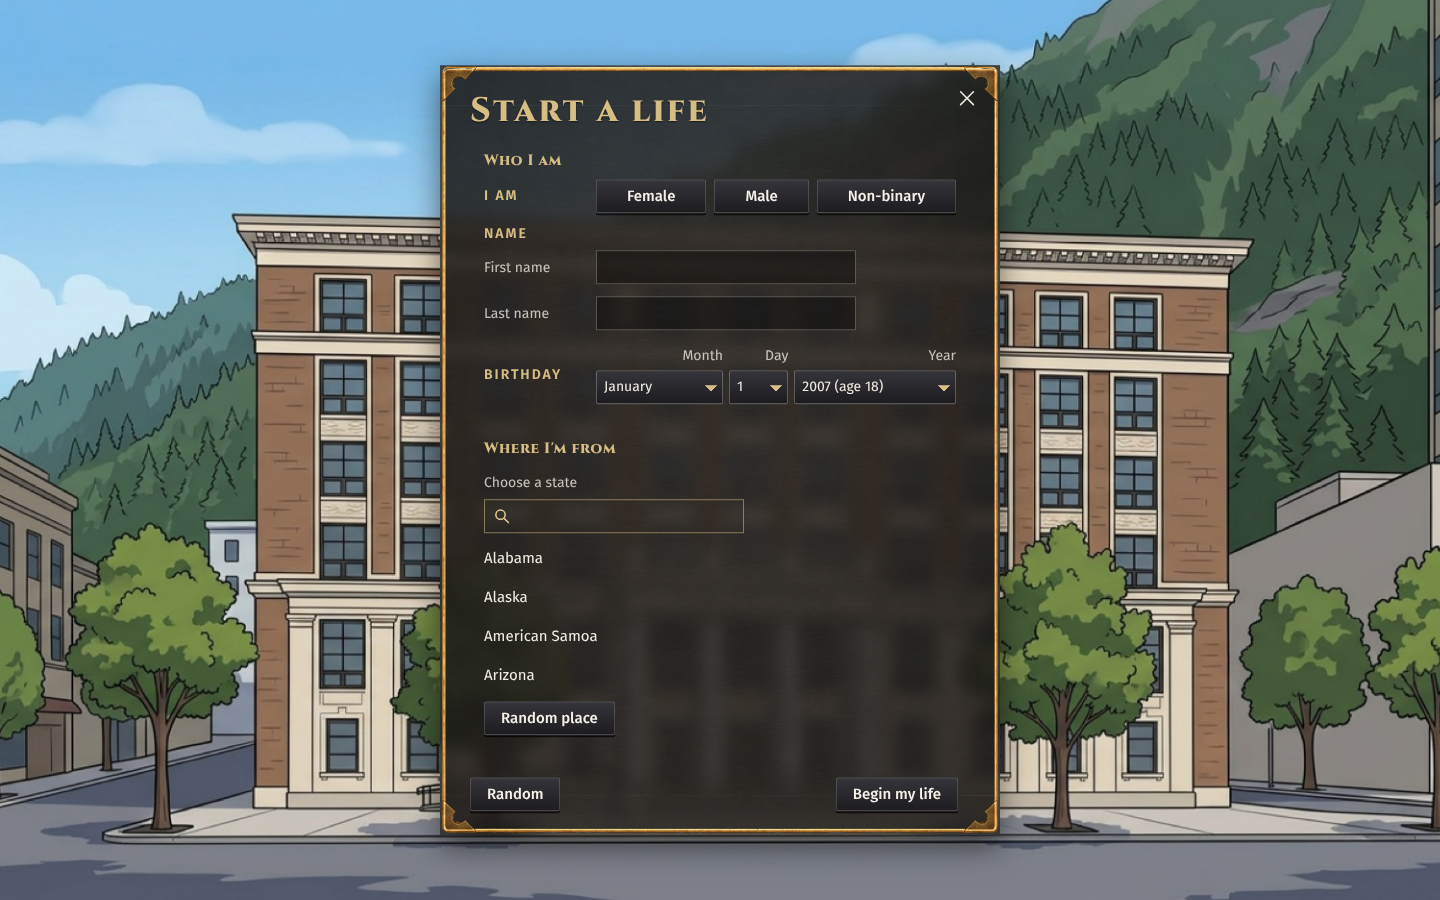 Start a life
Who I am
I AM
Female
Male
Non-binary
NAME
First name
Last name
Month
Day
Year
BIRTHDAY
January
1
2007 (age 18)
Where I'm from
Choose a state
Alabama
Alaska
American Samoa
Arizona
Random place
Random
Begin my life